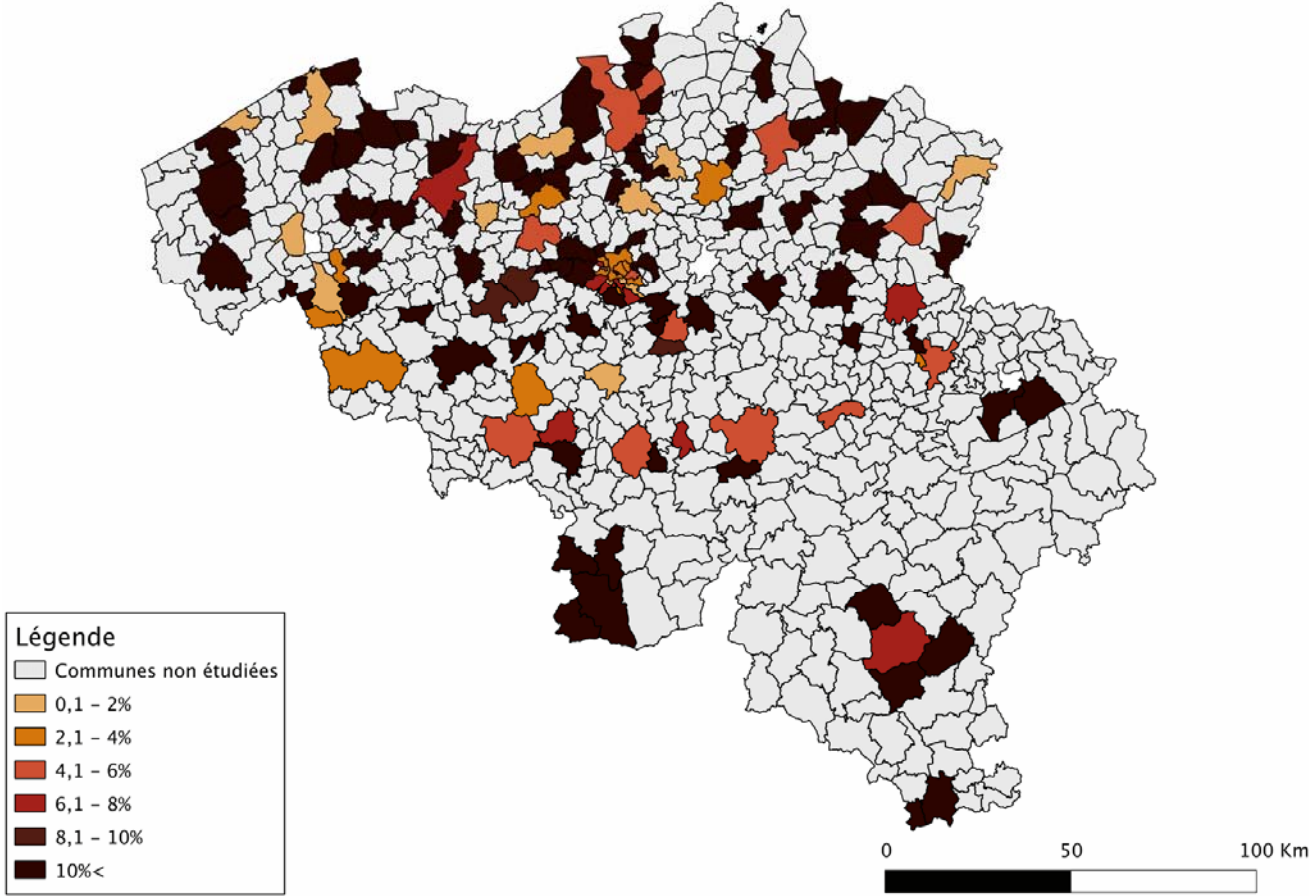 Légende
Communes non étudiées
0,1 – 2%
2,1 – 4%
4,1 – 6%
6,1 – 8%
8,1 – 10%
10%<
0 50 100 Km